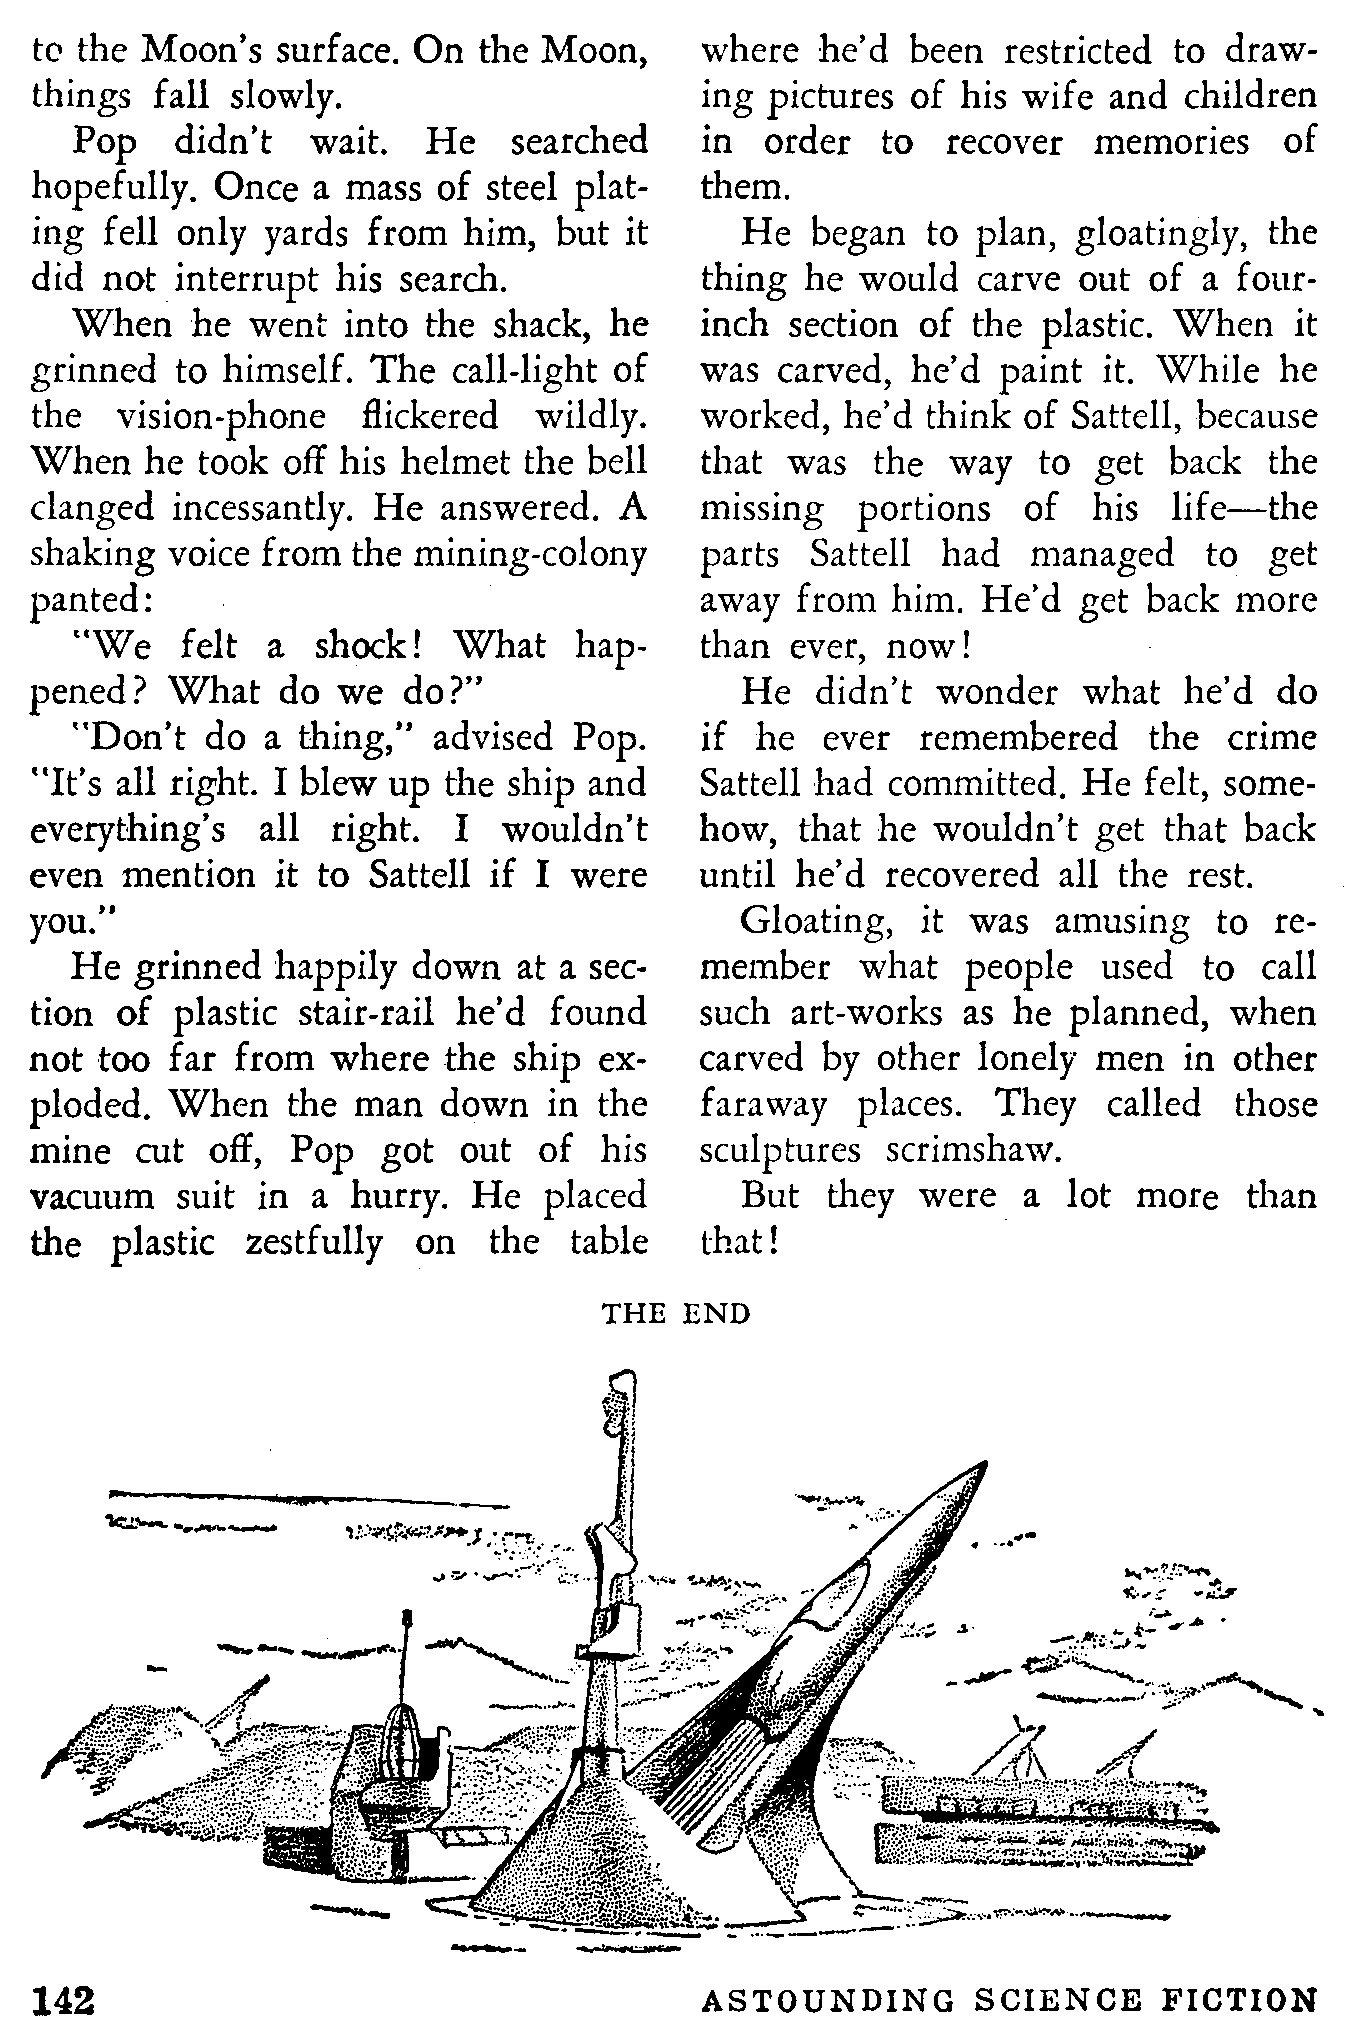 to the Moon's surface. On the Moon,
things fall slowly.
Pop didn't wait. He searched
hopefully. Once a mass of steel plat-
ing fell only yards from him, but it
did not interrupt his search.
When he went into the shack, he
grinned to himself. The call-light of
the vision-phone flickered wildly.
When he took off his helmet the bell
clanged incessantly. He answered. A
shaking voice from the mining-colony
panted:
"We felt a shock! What hap-
pened? What do we do?"
"Don't do a thing," advised Pop.
"It's all right. I blew up the ship and
everything's all right. I wouldn't
even mention it to Sattell if I were
you."
He grinned happily down at a sec-
tion of plastic stair-rail he'd found
not too far from where the ship ex-
ploded. When the man down in the
mine cut off, Pop got out of his
vacuum suit in a hurry. He placed
the plastic zestfully on the table
where he'd been restricted to draw-
ing pictures of his wife and children
in order to recover memories of
them.
He began to plan, gloatingly, the
thing he would carve out of a four-
inch section of the plastic. When it
was carved, he'd paint it. While he
worked, he'd think of Sattell, because
that was the way to get back the
missing portions of his life—the
parts Sattell had managed to get
away from him. He'd get back more
than ever, now!
He didn't wonder what he'd do
if he ever remembered the crime
Sattell had committed. He felt, some-
how, that he wouldn't get that back
until he'd recovered all the rest.
Gloating, it was amusing to re-
member what people used to call
such art-works as he planned, when
carved by other lonely men in other
faraway places. They called those
sculptures scrimshaw.
But they were a lot more than
that!
THE END
142
ASTOUNDING SCIENCE FICTION